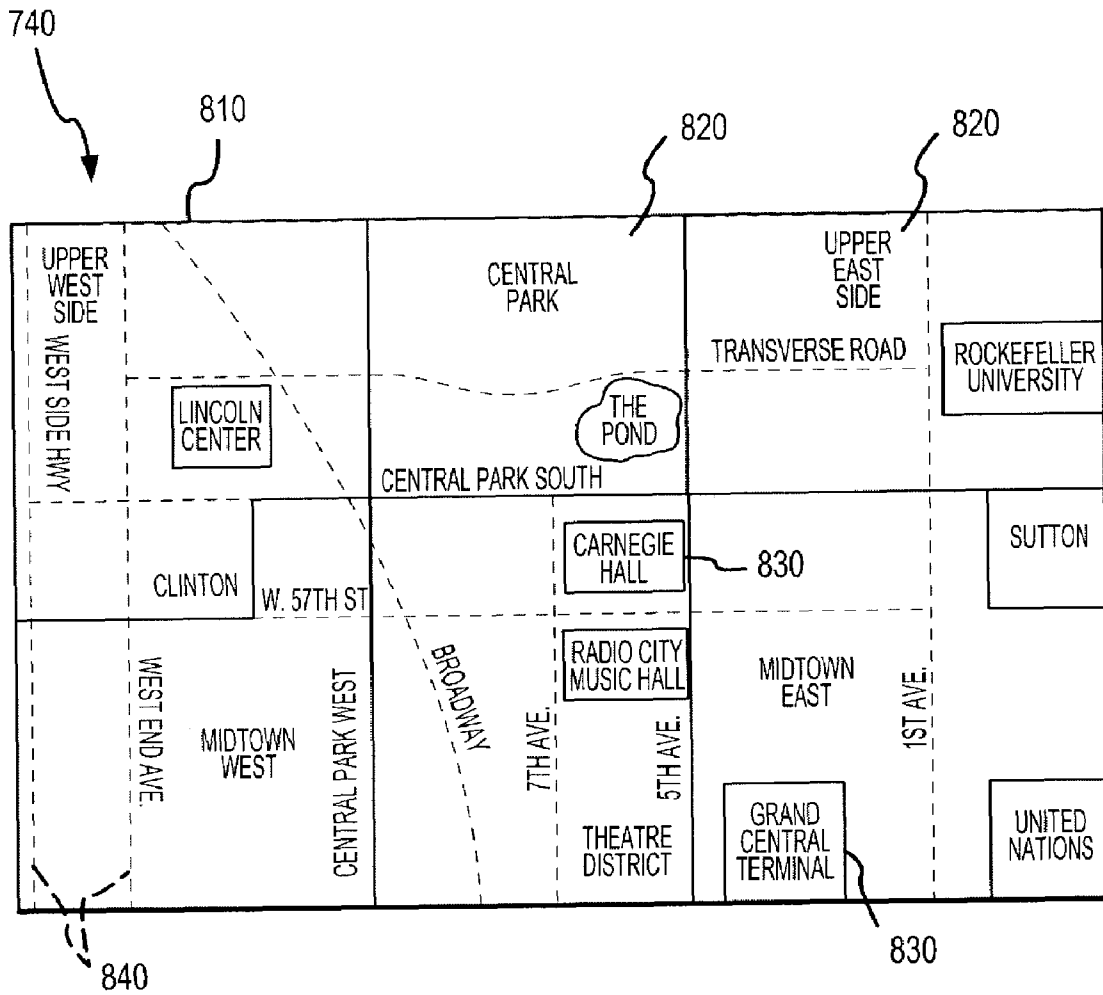 740
810
820
820
UPPER
WEST
SIDE
CENTRAL
PARK
UPPER
EAST
SIDE
WEST SIDE HWY
TRANSVERSE ROAD
ROCKEFELLER
UNIVERSITY
LINCOLN
CENTER
THE
POND
CENTRAL PARK SOUTH
CARNEGIE
HALL
830
SUTTON
CLINTON
W. 57TH ST
WEST END AVE.
MIDTOWN
WEST
CENTRAL PARK WEST
BROADWAY
7TH AVE.
RADIO CITY
MUSIC HALL
5TH AVE.
MIDTOWN
EAST
1ST AVE.
THEATRE
DISTRICT
GRAND
CENTRAL
TERMINAL
UNITED
NATIONS
840
830